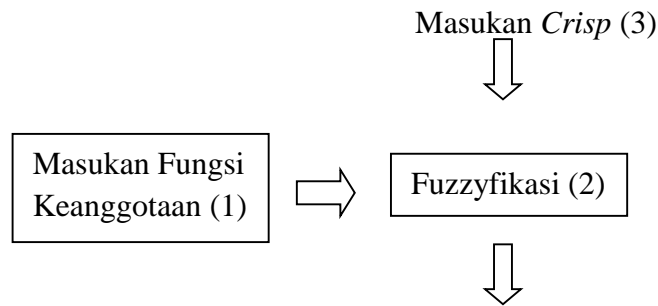 Masukan Crisp (3)
Masukan Fungsi
Keanggotaan (1)
Fuzzyfikasi (2)